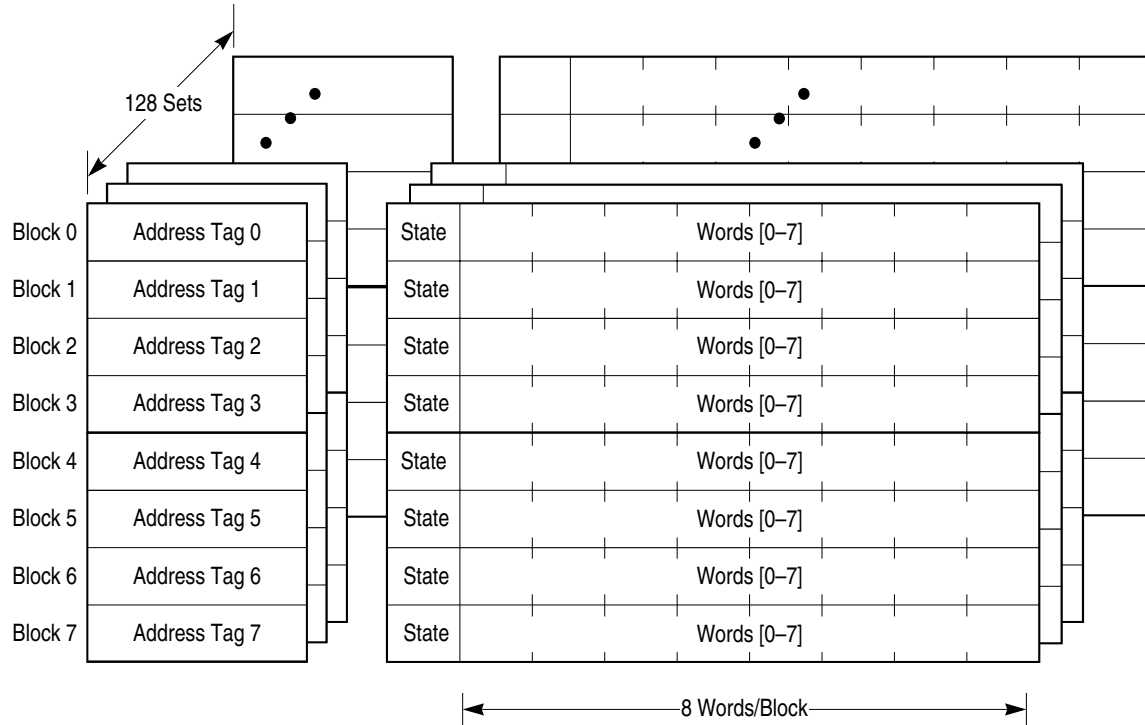 128 Sets
Block 0 Address Tag 0 State Words [0–7]
Block 1 Address Tag 1 State Words [0–7]
Block 2 Address Tag 2 State Words [0–7]
Block 3 Address Tag 3 State Words [0–7]
Block 4 Address Tag 4 State Words [0–7]
Block 5 Address Tag 5 State Words [0–7]
Block 6 Address Tag 6 State Words [0–7]
Block 7 Address Tag 7 State Words [0–7]
8 Words/Block